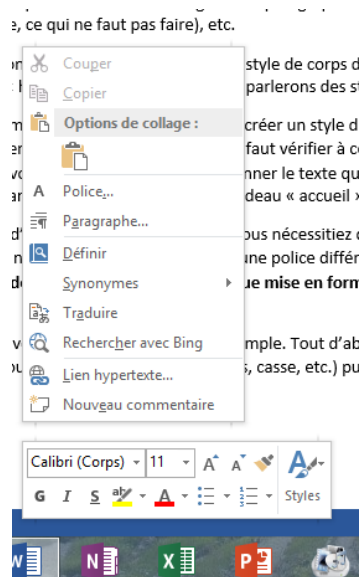 e, ce qui ne faut pas faire), etc.
Couper
style de corps d
Copier
parlerons des st
Options de collage :
créer un style d
faut vérifier à c
nner le texte qu
Police...
deau « accueil »
Paragraphe...
ous nécessitiez
Définir
une police différ
Synonymes
ue mise en form
Traduire
Rechercher avec Bing
mple. Tout d'ab
Lien hypertexte...
s, casse, etc.) pu
Nouveau commentaire
Calibri (Corps) 11 A A A
G I S aby A Styles
W N X P